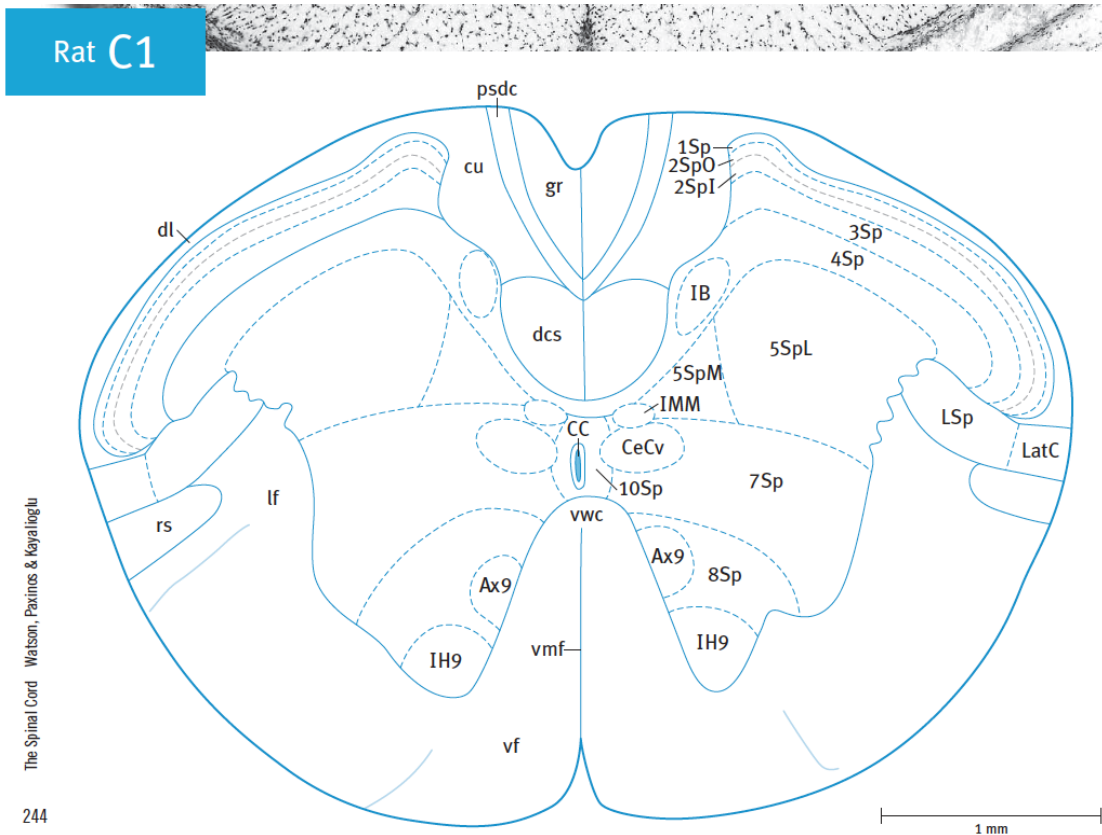 Rat C1
psdc
1Sp
cu
2SpO
gr
2SpI
dl
3Sp
4Sp
IB
dcs
5SpL
5SpM
IMM
LSp
CC
CeCv
LatC
10Sp
7Sp
lf
vwc
rs
Ax9
Ax9
8Sp
IH9
vmf
IH9
vf
The Spinal Cord Watson, Paxinos & Kayalioglu
244
1 mm